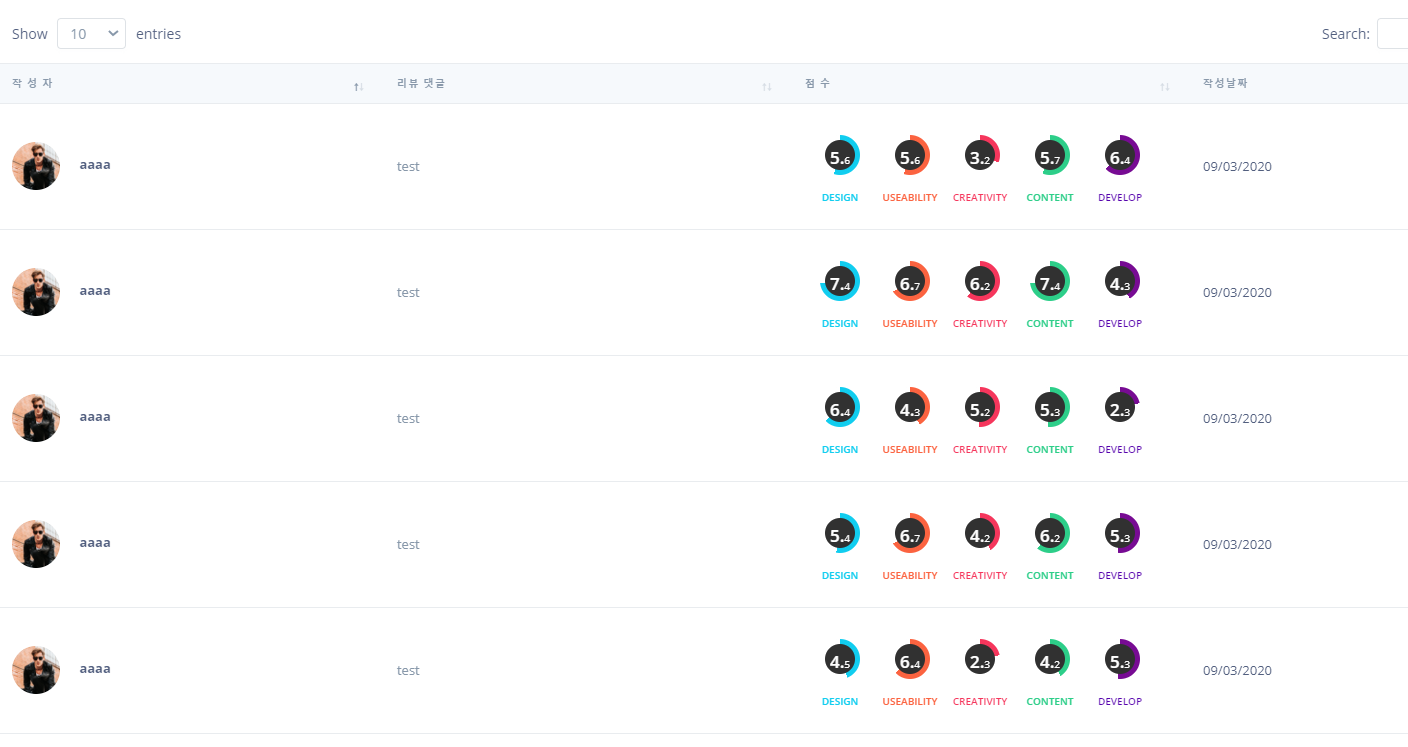 Show 10 entries Search:
작 성 자 리뷰 댓글 점 수 작성날짜
aaaa test 5.6 5.6 3.2 5.7 6.4 09/03/2020
DESIGN USEABILITY CREATIVITY CONTENT DEVELOP
aaaa test 7.4 6.7 6.2 7.4 4.3 09/03/2020
DESIGN USEABILITY CREATIVITY CONTENT DEVELOP
aaaa test 6.4 4.3 5.2 5.3 2.3 09/03/2020
DESIGN USEABILITY CREATIVITY CONTENT DEVELOP
aaaa test 5.4 6.7 4.2 6.2 5.3 09/03/2020
DESIGN USEABILITY CREATIVITY CONTENT DEVELOP
aaaa test 4.5 6.4 2.3 4.2 5.3 09/03/2020
DESIGN USEABILITY CREATIVITY CONTENT DEVELOP